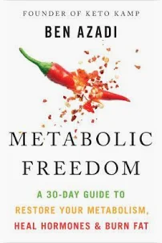 FOUNDER OF KETO KAMP
BEN AZADI
METABOLIC
FREEDOM
A 30-DAY GUIDE TO
RESTORE YOUR METABOLISM,
HEAL HORMONES & BURN FAT